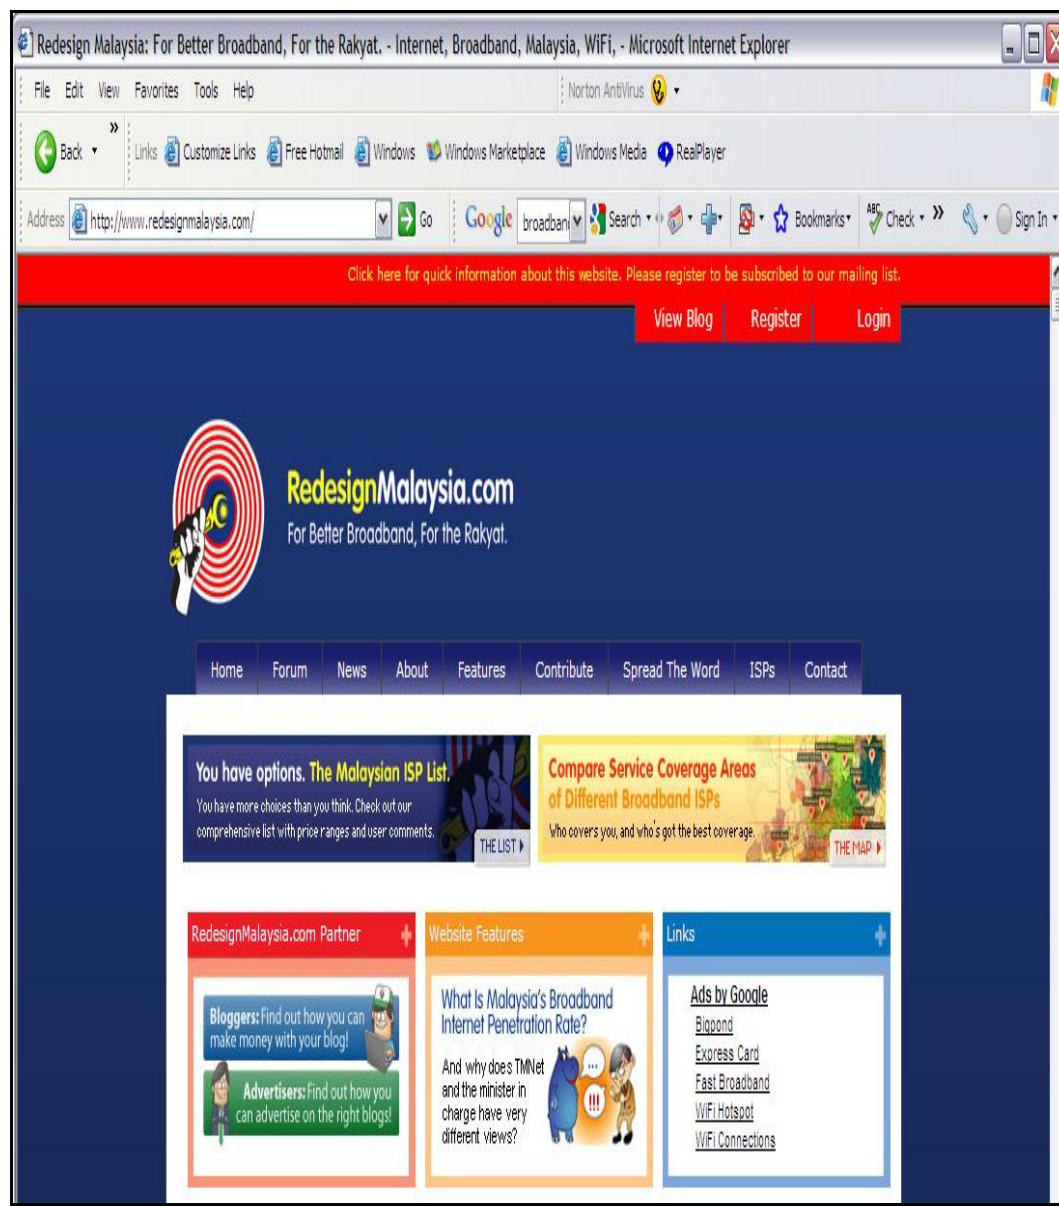 Redesign Malaysia: For Better Broadband, For the Rakyat. - Internet, Broadband, Malaysia, WiFi, - Microsoft Internet Explorer
File Edit View Favorites Tools Help
Norton AntiVirus
Back
Links Customize Links Free Hotmail Windows Windows Marketplace Windows Media RealPlayer
Address http://www.redesignmalaysia.com/ Go
Google broadban Search Bookmarks Check Sign In
Click here for quick information about this website. Please register to be subscribed to our mailing list.
View Blog Register Login
RedesignMalaysia.com
For Better Broadband, For the Rakyat.
Home Forum News About Features Contribute Spread The Word ISPs Contact
You have options. The Malaysian ISP List.
You have more choices than you think. Check out our
comprehensive list with price ranges and user comments.
THE LIST
Compare Service Coverage Areas
of Different Broadband ISPs
Who covers you, and who's got the best coverage.
THE MAP
RedesignMalaysia.com Partner
Bloggers: Find out how you can
make money with your blog!
Advertisers: Find out how you
can advertise on the right blogs!
Website Features
What Is Malaysia's Broadband
Internet Penetration Rate?
And why does TMNet
and the minister in
charge have very
different views?
...
!!!
Links
Ads by Google
Bigpond
Express Card
Fast Broadband
WiFi Hotspot
WiFi Connections